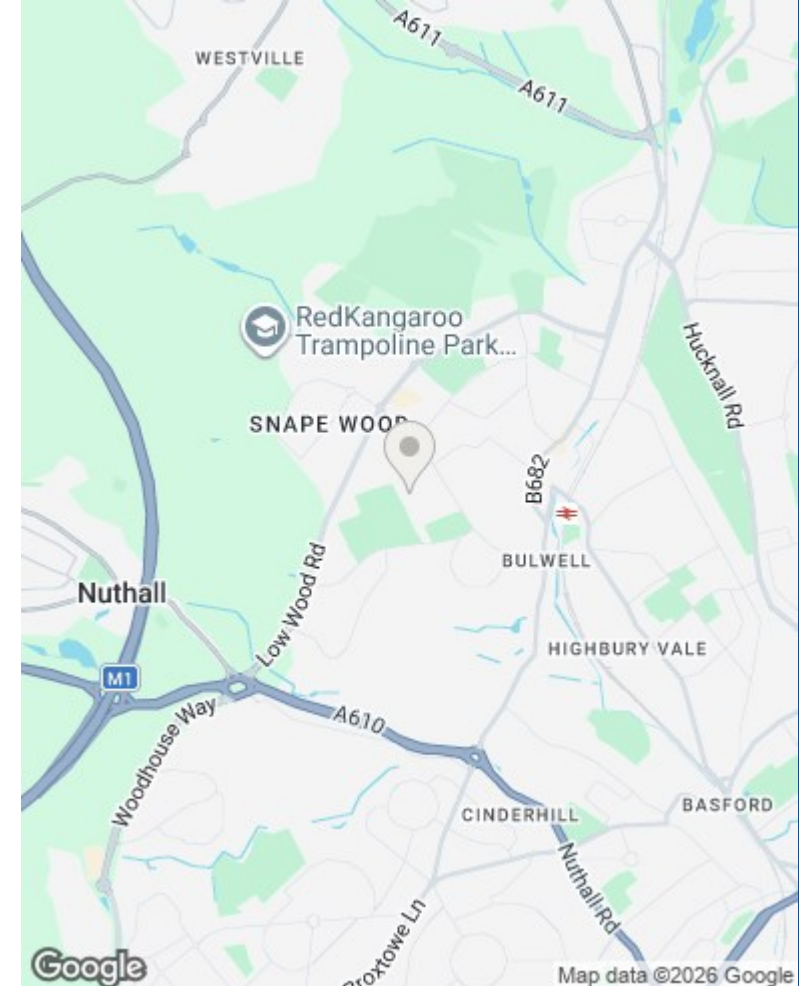 A611
WESTVILLE
A611
RedKangaroo
Trampoline Park...
Hucknall Rd
SNAPE WOOD
B682
BULWELL
Nuthall
Low Wood Rd
HIGHBURY VALE
M1
Woodhouse Way
A610
BASFORD
CINDERHILL
Nuthall Rd
Broxtowe Ln
Google
Map data ©2026 Google